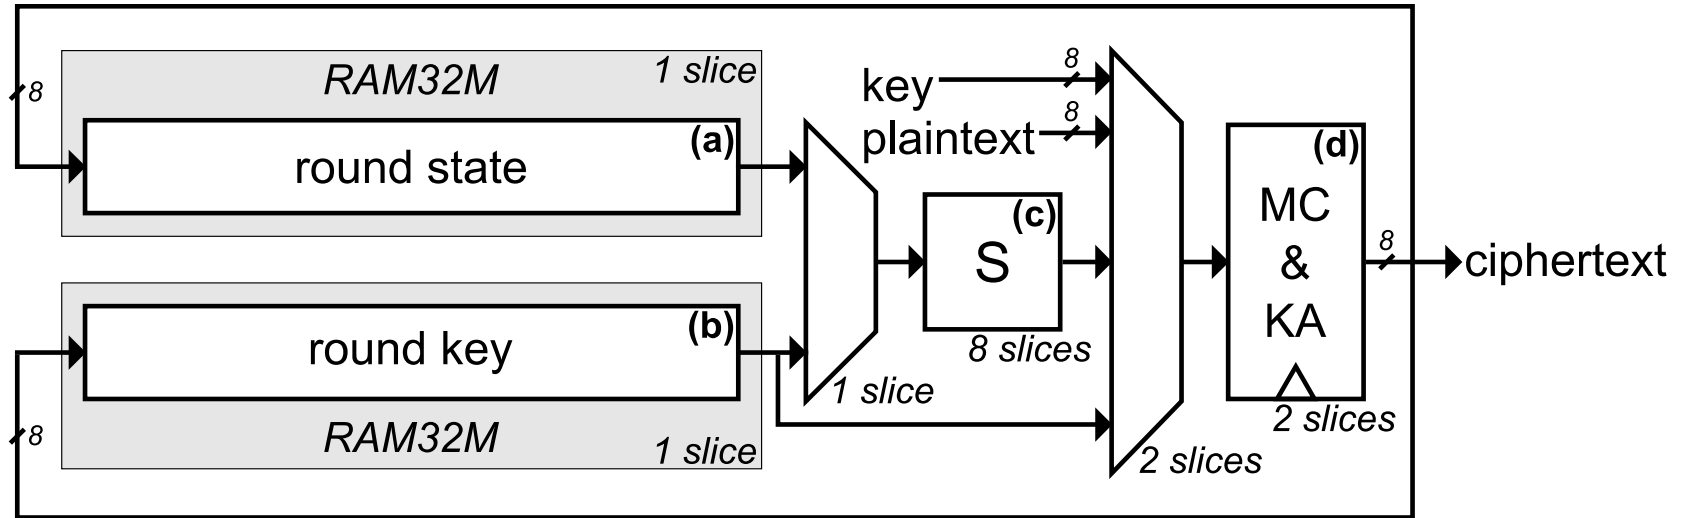 8
RAM32M
1 slice
(a)
round state
8
RAM32M
1 slice
(b)
round key
1 slice
key
8
plaintext
8
(c)
S
8 slices
2 slices
(d)
MC
&
KA
2 slices
8
ciphertext